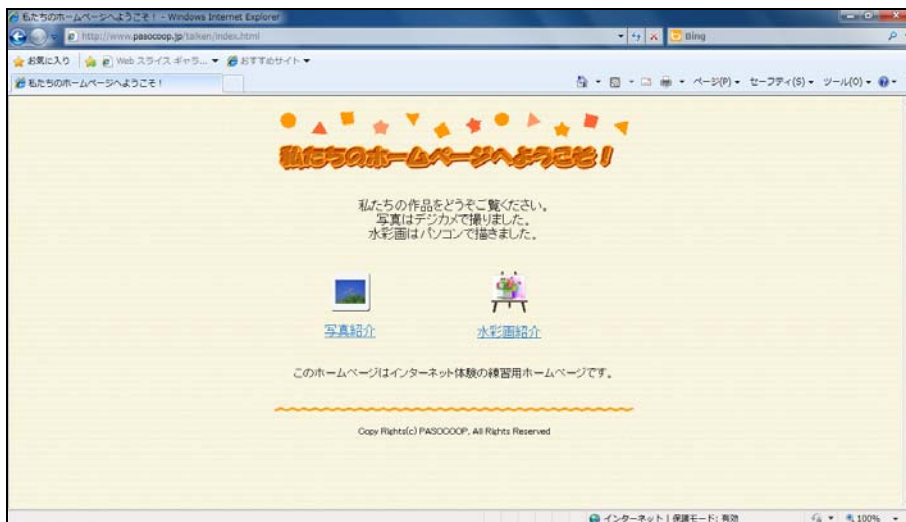 私たちのホームページへようこそ！ - Windows Internet Explorer
http://www.pasocoop.jp/taiken/index.html
Bing
お気に入り Web スライス ギャラ... おすすめサイト
私たちのホームページへようこそ！
ページ(P) セーフティ(S) ツール(O)
私たちのホームページへようこそ！
私たちの作品をどうぞご覧ください。
写真はデジカメで撮りました。
水彩画はパソコンで描きました。
写真紹介 水彩画紹介
このホームページはインターネット体験の練習用ホームページです。
Copy Rights(c) PASOCOOP, All Rights Reserved
インターネット | 保護モード: 有効 100%